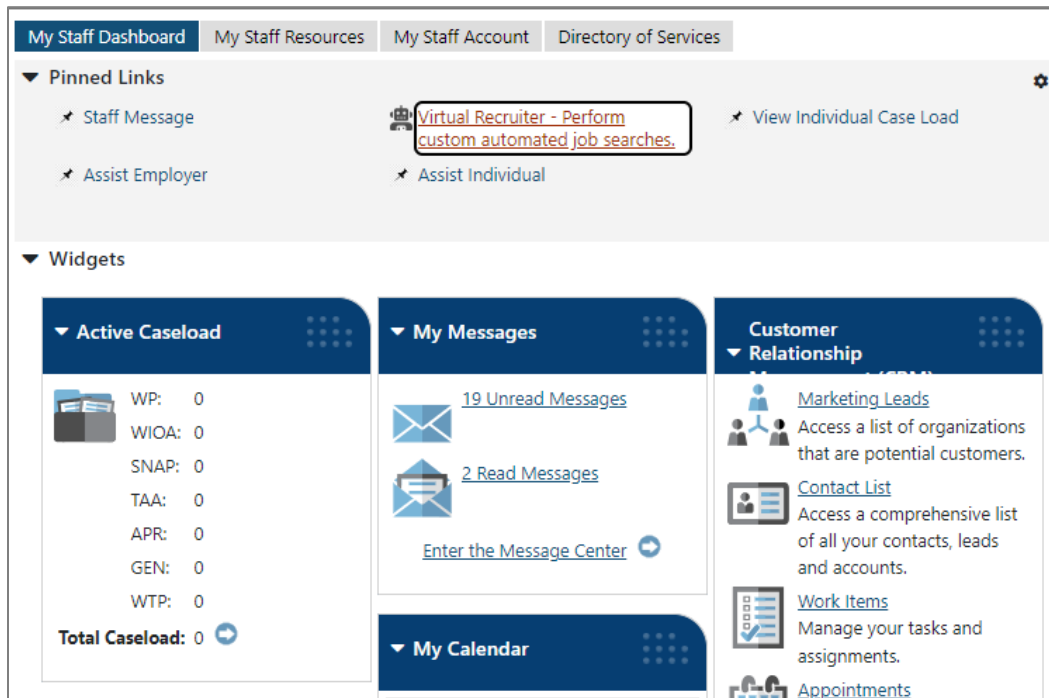 My Staff Dashboard
My Staff Resources
My Staff Account
Directory of Services
Pinned Links
Staff Message
Virtual Recruiter - Perform
custom automated job searches.
View Individual Case Load
Assist Employer
Assist Individual
Widgets
Active Caseload
WP: 0
WIOA: 0
SNAP: 0
TAA: 0
APR: 0
GEN: 0
WTP: 0
Total Caseload: 0
My Messages
19 Unread Messages
2 Read Messages
Enter the Message Center
My Calendar
Customer
Relationship
Management (CRM)
Marketing Leads
Access a list of organizations
that are potential customers.
Contact List
Access a comprehensive list
of all your contacts, leads
and accounts.
Work Items
Manage your tasks and
assignments.
Appointments